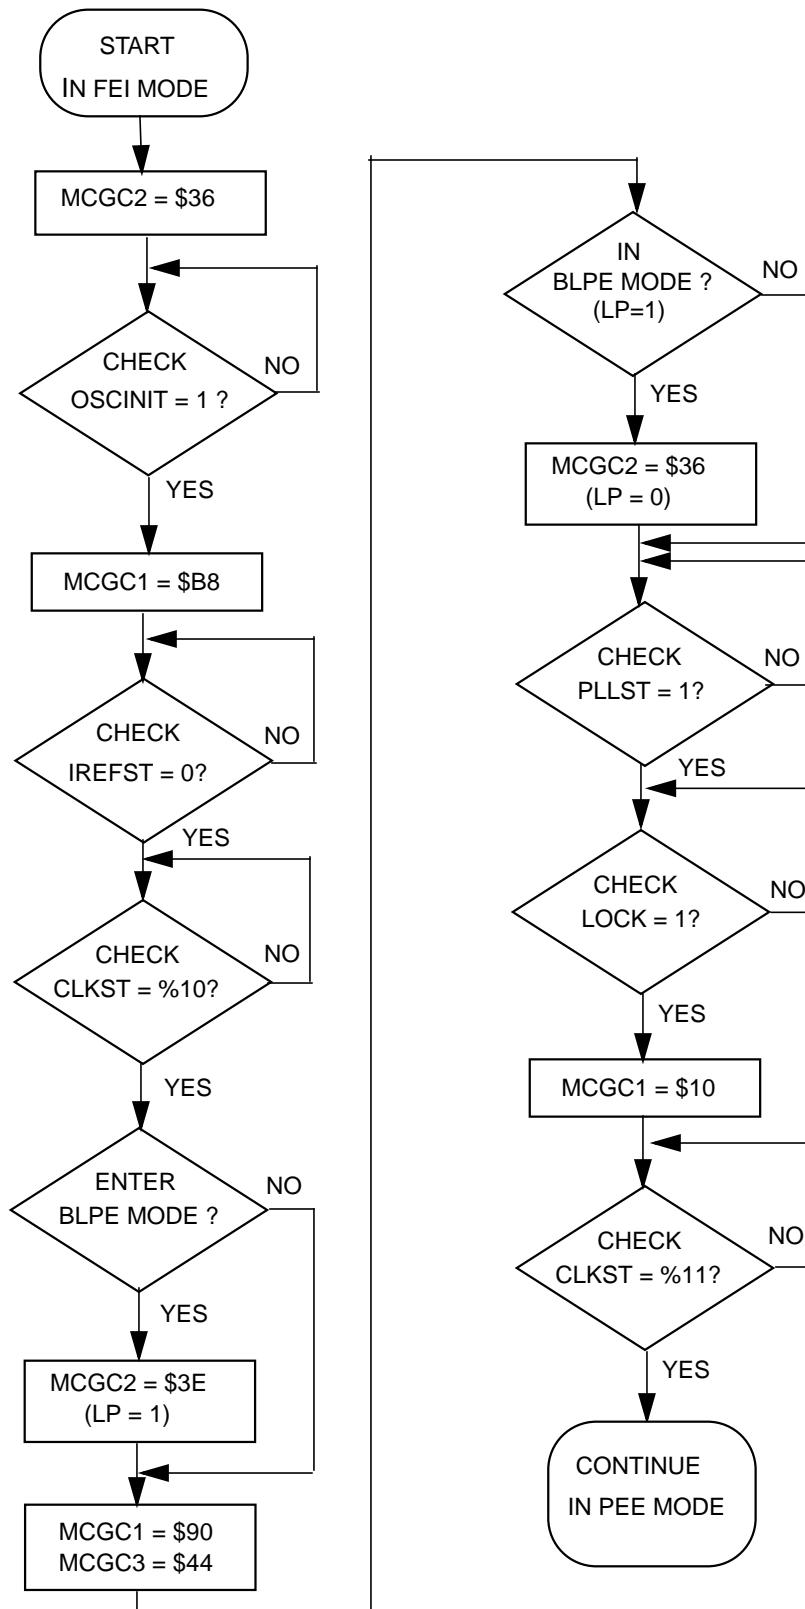 START
IN FEI MODE
MCGC2 = $36
CHECK
OSCINIT = 1 ?
NO
YES
MCGC1 = $B8
CHECK
IREFST = 0?
NO
YES
CHECK
CLKST = %10?
NO
YES
ENTER
BLPE MODE ?
NO
YES
MCGC2 = $3E
(LP = 1)
MCGC1 = $90
MCGC3 = $44
IN
BLPE MODE ?
(LP=1)
NO
YES
MCGC2 = $36
(LP = 0)
CHECK
PLLST = 1?
NO
YES
CHECK
LOCK = 1?
NO
YES
MCGC1 = $10
CHECK
CLKST = %11?
NO
YES
CONTINUE
IN PEE MODE